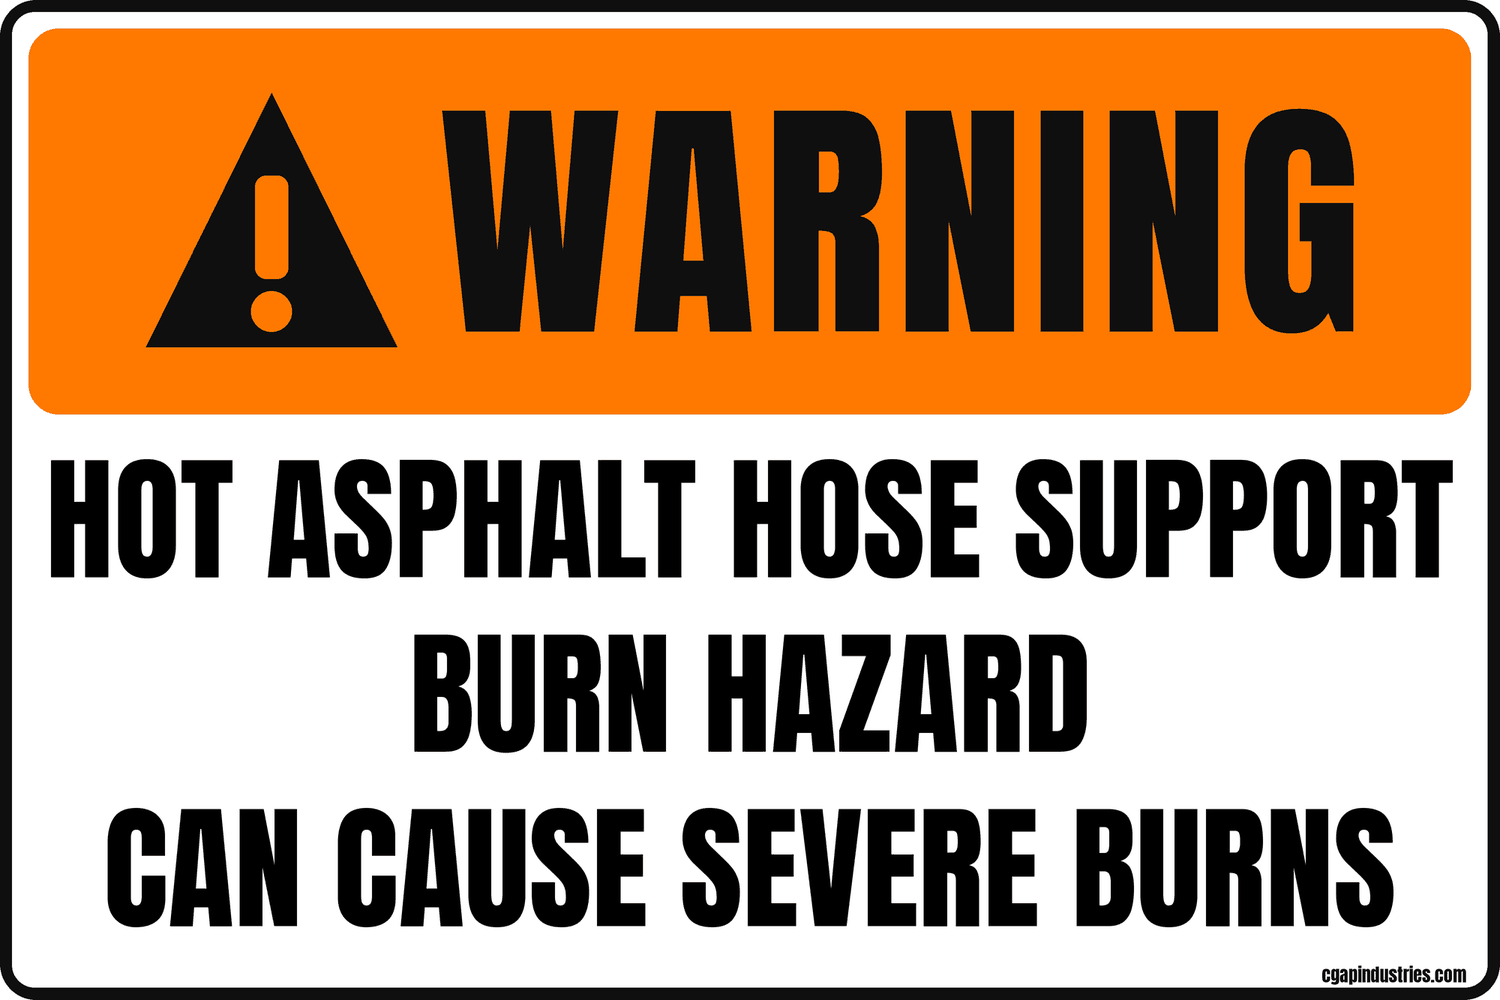 WARNING
HOT ASPHALT HOSE SUPPORT
BURN HAZARD
CAN CAUSE SEVERE BURNS
cgapindustries.com